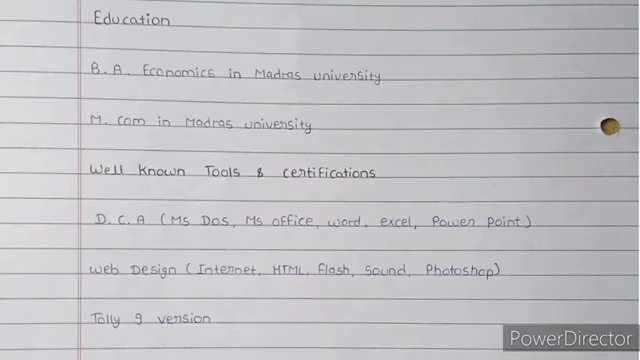 Education
B. A. Economics in Madras university
M. com in Madras university
Well Known Tools & certifications
D. C. A (Ms Dos, Ms office, word, excel, Power point)
Web Design (Internet, HTML, Flash, Sound, Photoshop)
Tally 9 version
PowerDirector